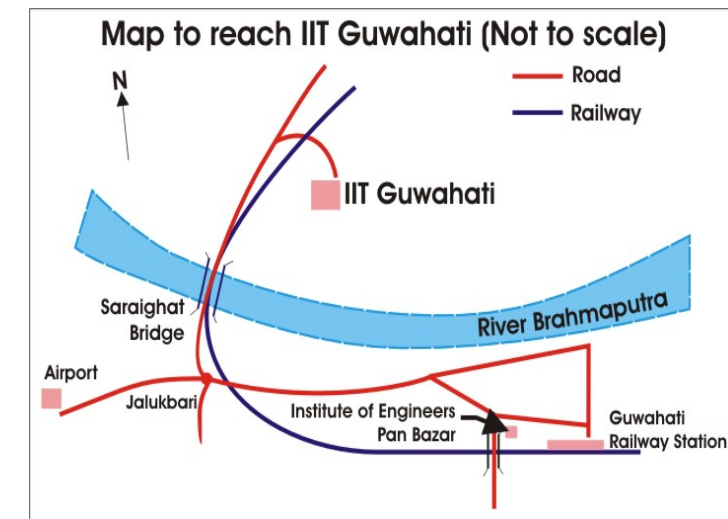 Map to reach IIT Guwahati (Not to scale)
N
Road
Railway
IIT Guwahati
Saraighat
Bridge
River Brahmaputra
Airport
Jalukbari
Institute of Engineers
Pan Bazar
Guwahati
Railway Station